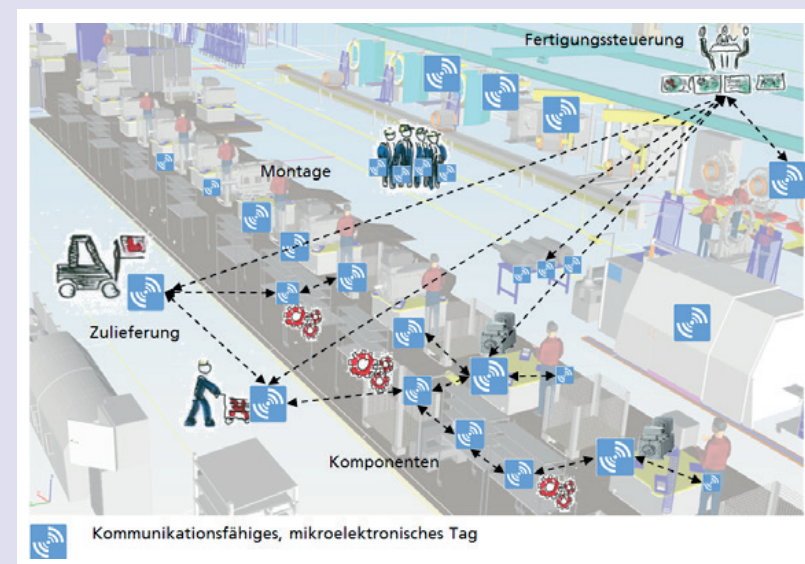 Fertigungssteuerung
Montage
Zulieferung
Komponenten
Kommunikationsfähiges, mikroelektronisches Tag